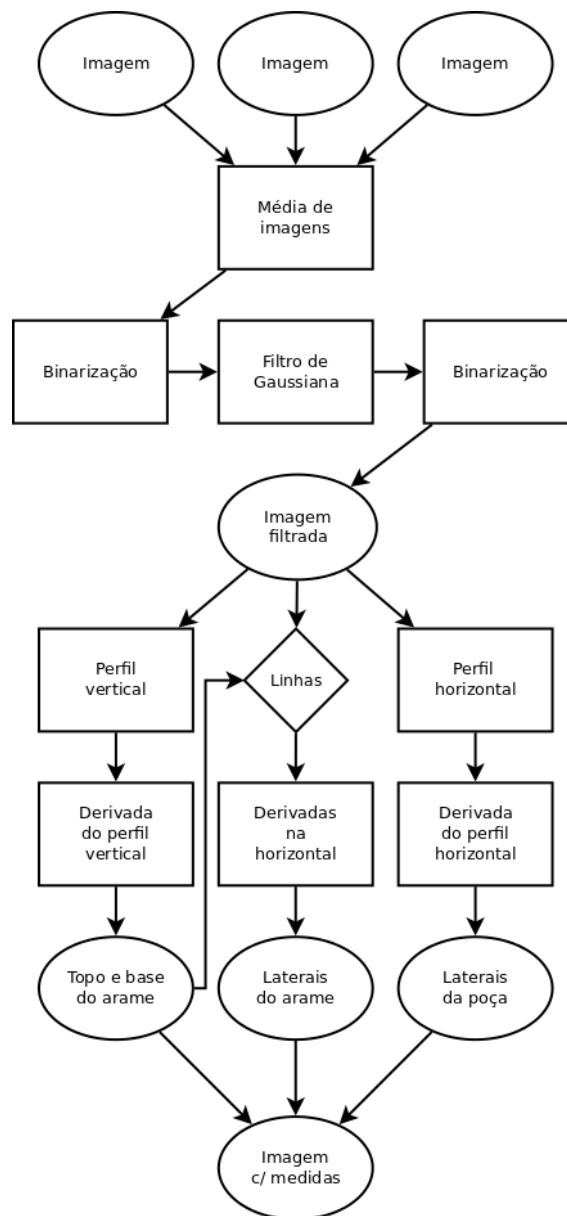 Imagem
Imagem
Imagem
Média de
imagens
Binarização
Filtro de
Gaussiana
Binarização
Imagem
filtrada
Perfil
vertical
Linhas
Perfil
horizontal
Derivada
do perfil
vertical
Derivadas
na
horizontal
Derivada
do perfil
horizontal
Topo e base
do arame
Laterais
do arame
Laterais
da poça
Imagem
c/ medidas